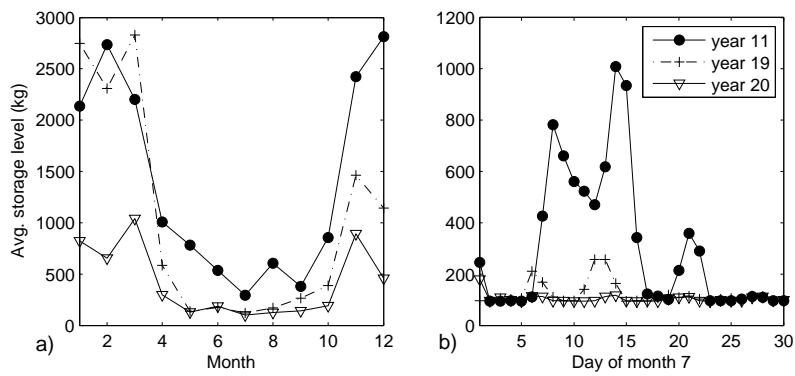 3000
2500
2000
1500
1000
500
0
Avg. storage level (kg)
2 4 6 8 10 12
a)
Month
1200
1000
800
600
400
200
0
year 11
year 19
year 20
5 10 15 20 25 30
b)
Day of month 7